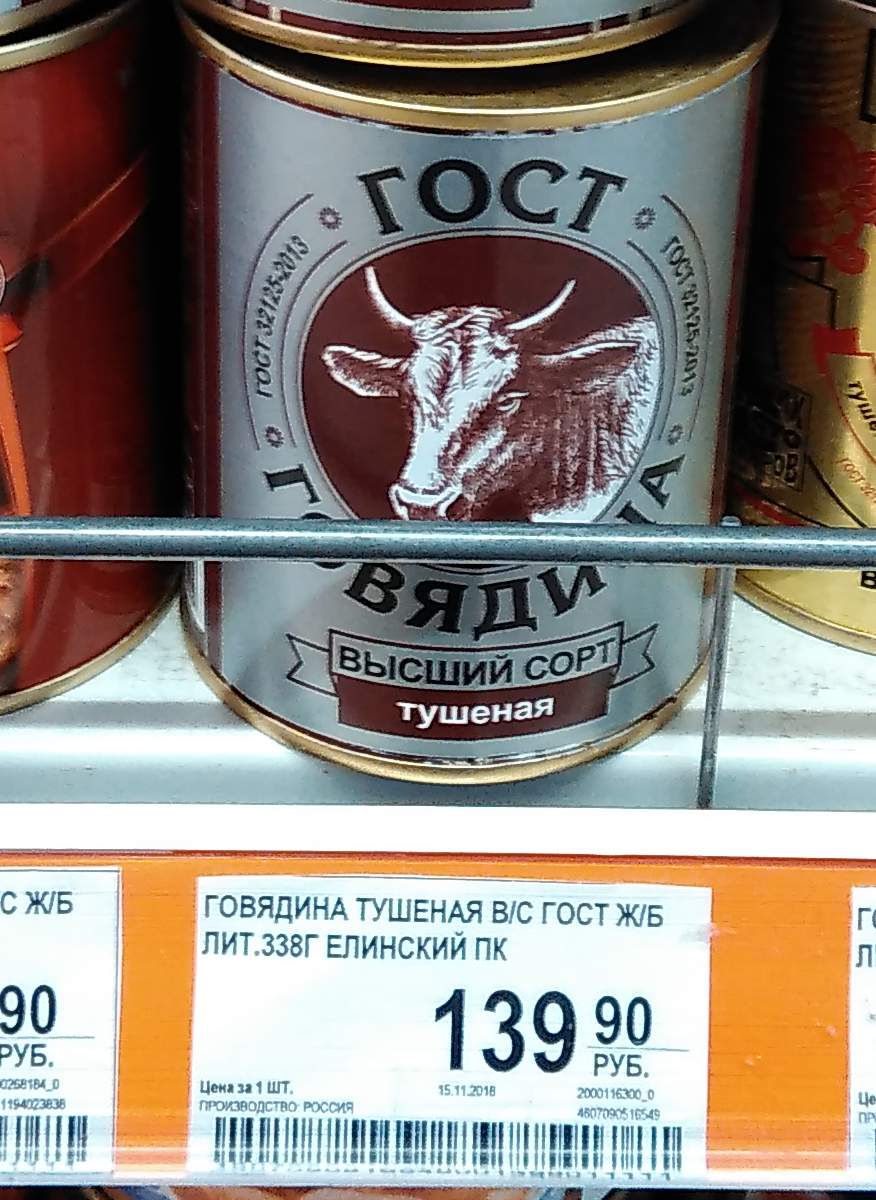 ГОСТ
ГОСТ 32125-2013
ГОСТ 32125-2013
ВЫСШИЙ СОРТ
тушеная
С Ж/Б
90
РУБ.
ГОВЯДИНА ТУШЕНАЯ В/С ГОСТ Ж/Б
ЛИТ.338Г ЕЛИНСКИЙ ПК
139 90
РУБ.
Цена за 1 ШТ.
ПРОИЗВОДСТВО: РОССИЯ
15.11.2018
2000116300_0
4607090516549